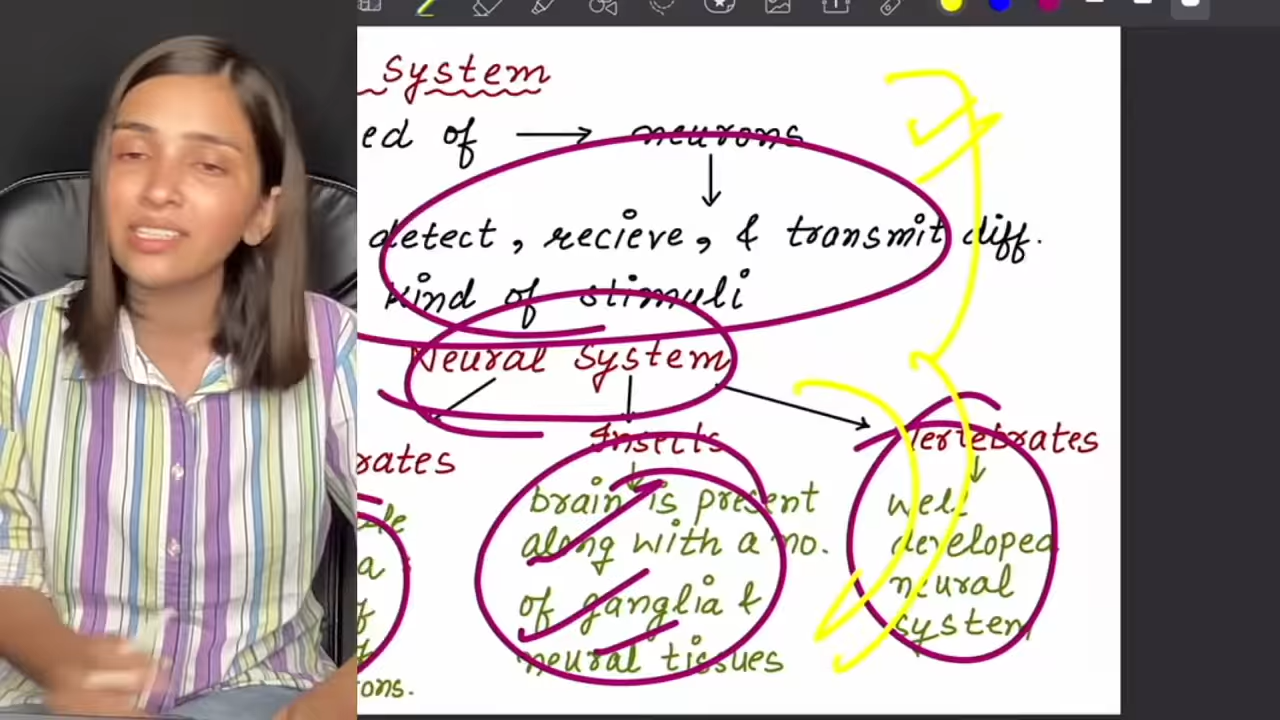 System
ed of → neurons
detect, recieve, & transmit diff.
kind of stimuli
Neural system
rates
Insects
Vertebrates
brain is present
along with a no.
of ganglia &
neural tissues
well
developed
neural
system
a
of
ons.